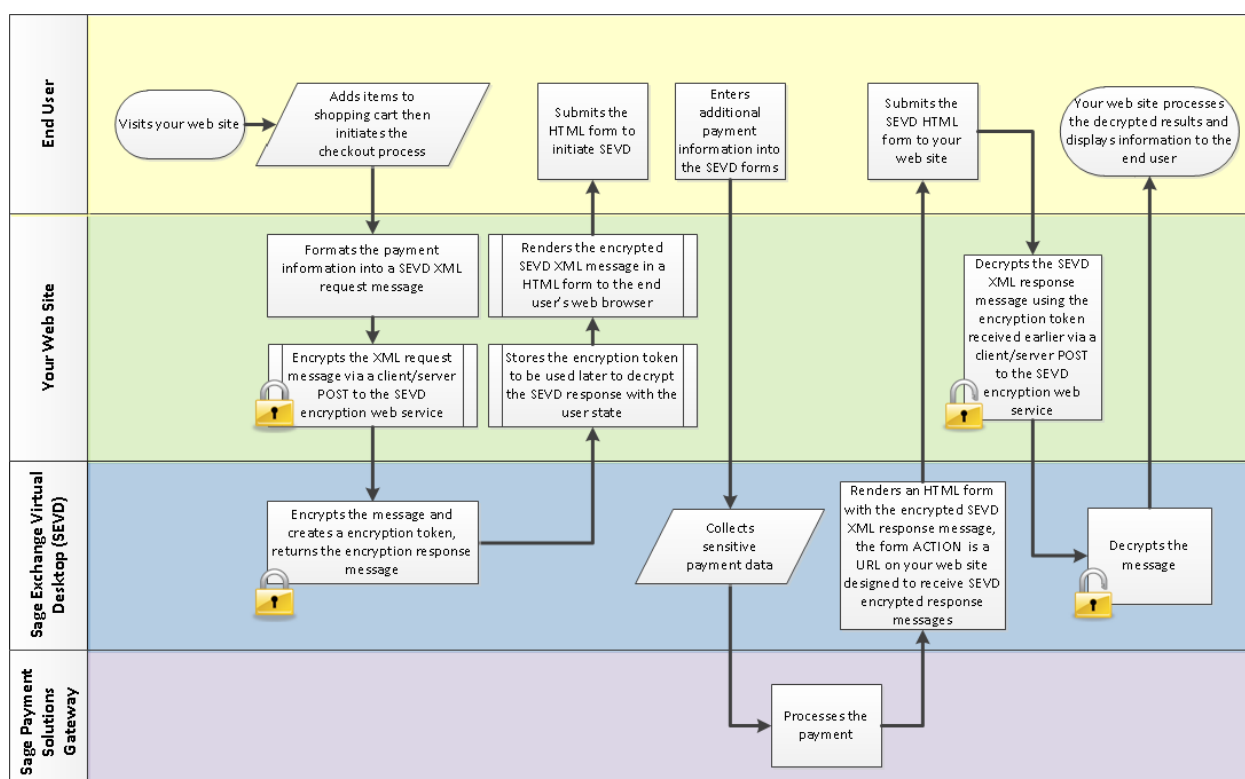 End User
Visits your web site
Adds items to
shopping cart then
initiates the
checkout process
Submits the
HTML form to
initiate SEVD
Enters
additional
payment
information into
the SEVD forms
Submits the
SEVD HTML
form to your
web site
Your web site processes
the decrypted results and
displays information to the
end user
Your Web Site
Formats the payment
information into a SEVD XML
request message
Renders the encrypted
SEVD XML message in a
HTML form to the end
user's web browser
Decrypts the SEVD
XML response
message using the
encryption token
received earlier via a
client/server POST to
the SEVD
encryption web
service
Encrypts the XML request
message via a client/server
POST to the SEVD
encryption web service
Stores the encryption token
to be used later to decrypt
the SEVD response with the
user state
Sage Exchange Virtual
Desktop (SEVD)
Encrypts the message and
creates a encryption token,
returns the encryption response
message
Collects
sensitive
payment data
Renders an HTML form
with the encrypted SEVD
XML response message,
the form ACTION is a
URL on your web site
designed to receive SEVD
encrypted response
messages
Decrypts the
message
Sage Payment
Solutions
Gateway
Processes the
payment